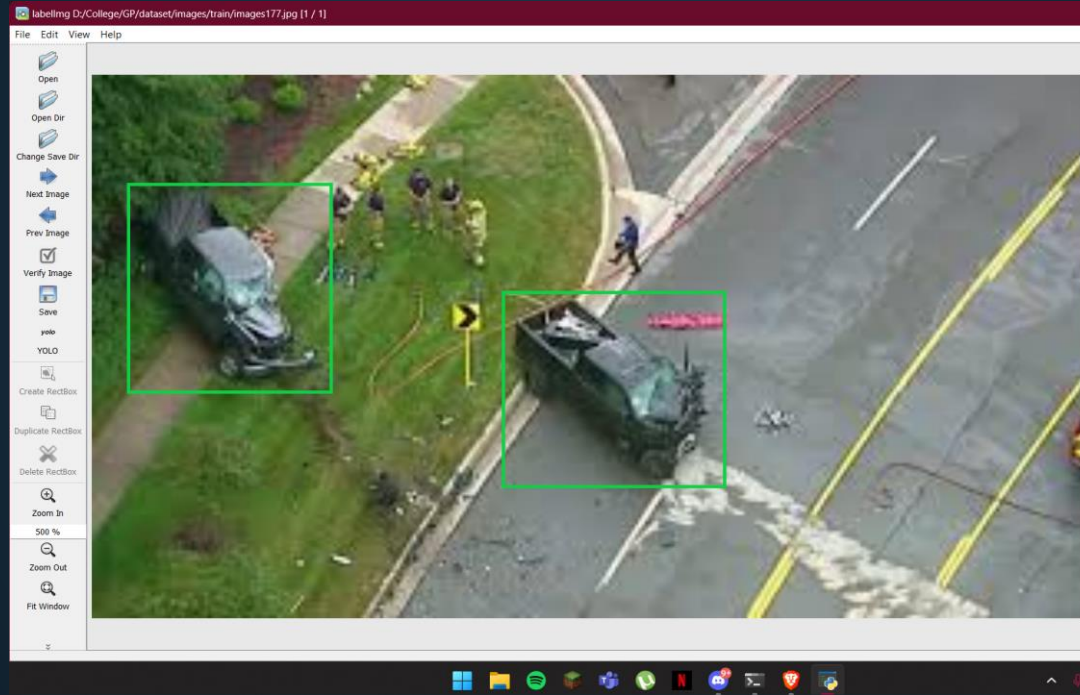 labelImg D:/College/GP/dataset/images/train/images177.jpg [1 / 1]
File Edit View Help
Open
Open Dir
Change Save Dir
Next Image
Prev Image
Verify Image
Save
yolo
YOLO
Create RectBox
Duplicate RectBox
Delete RectBox
Zoom In
500 %
Zoom Out
Fit Window